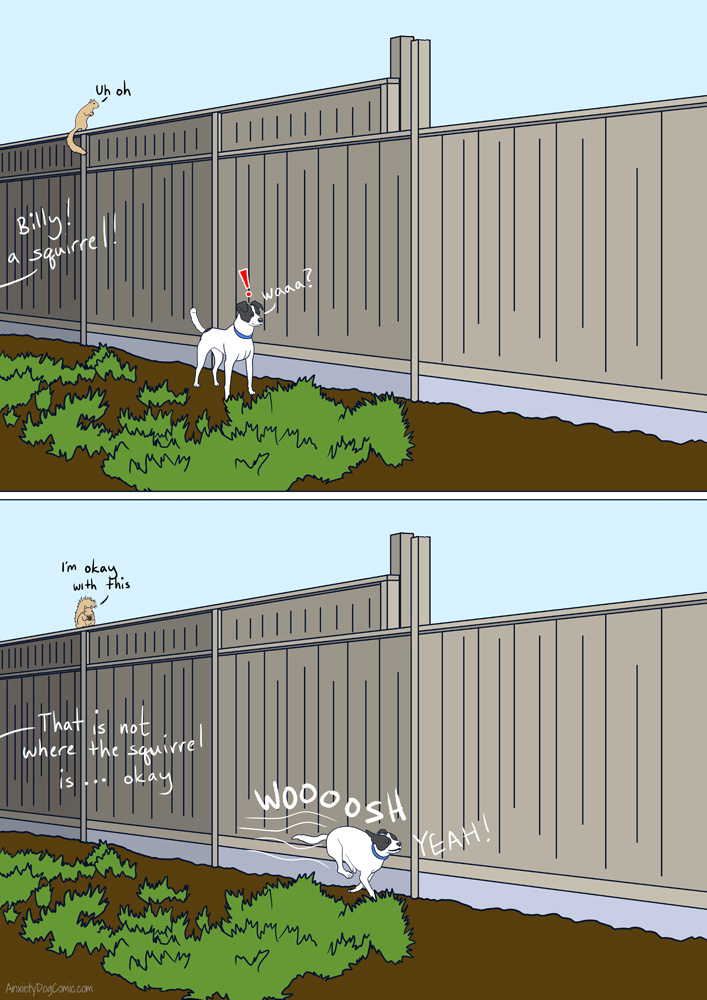 Uh oh
Billy!
a squirrel!
!
waaa?
I'm okay
with this
That is not
where the squirrel
is... okay
WOOOOSH
YEAH!
AnxietyDogComic.com